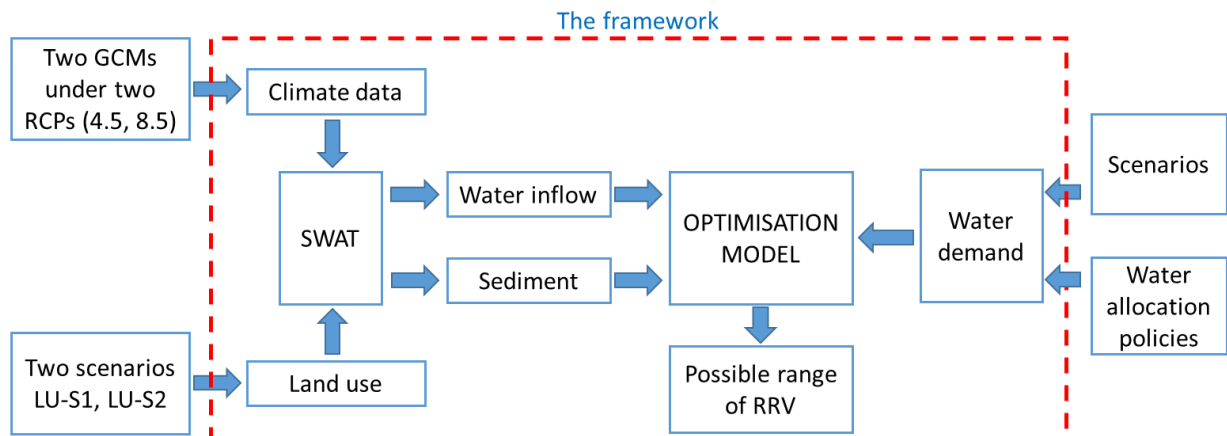 The framework
Two GCMs
under two
RCPs (4.5, 8.5)
Climate data
SWAT
Water inflow
Sediment
OPTIMISATION
MODEL
Water
demand
Scenarios
Water
allocation
policies
Two scenarios
LU-S1, LU-S2
Land use
Possible range
of RRV